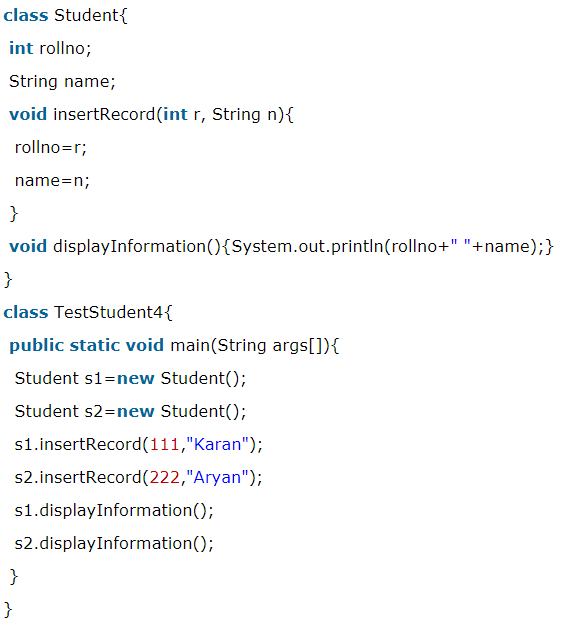 class Student{
int rollno;
String name;
void insertRecord(int r, String n){
rollno=r;
name=n;
}
void displayInformation(){System.out.println(rollno+" "+name);}
}
class TestStudent4{
public static void main(String args[]){
Student s1=new Student();
Student s2=new Student();
s1.insertRecord(111,"Karan");
s2.insertRecord(222,"Aryan");
s1.displayInformation();
s2.displayInformation();
}
}